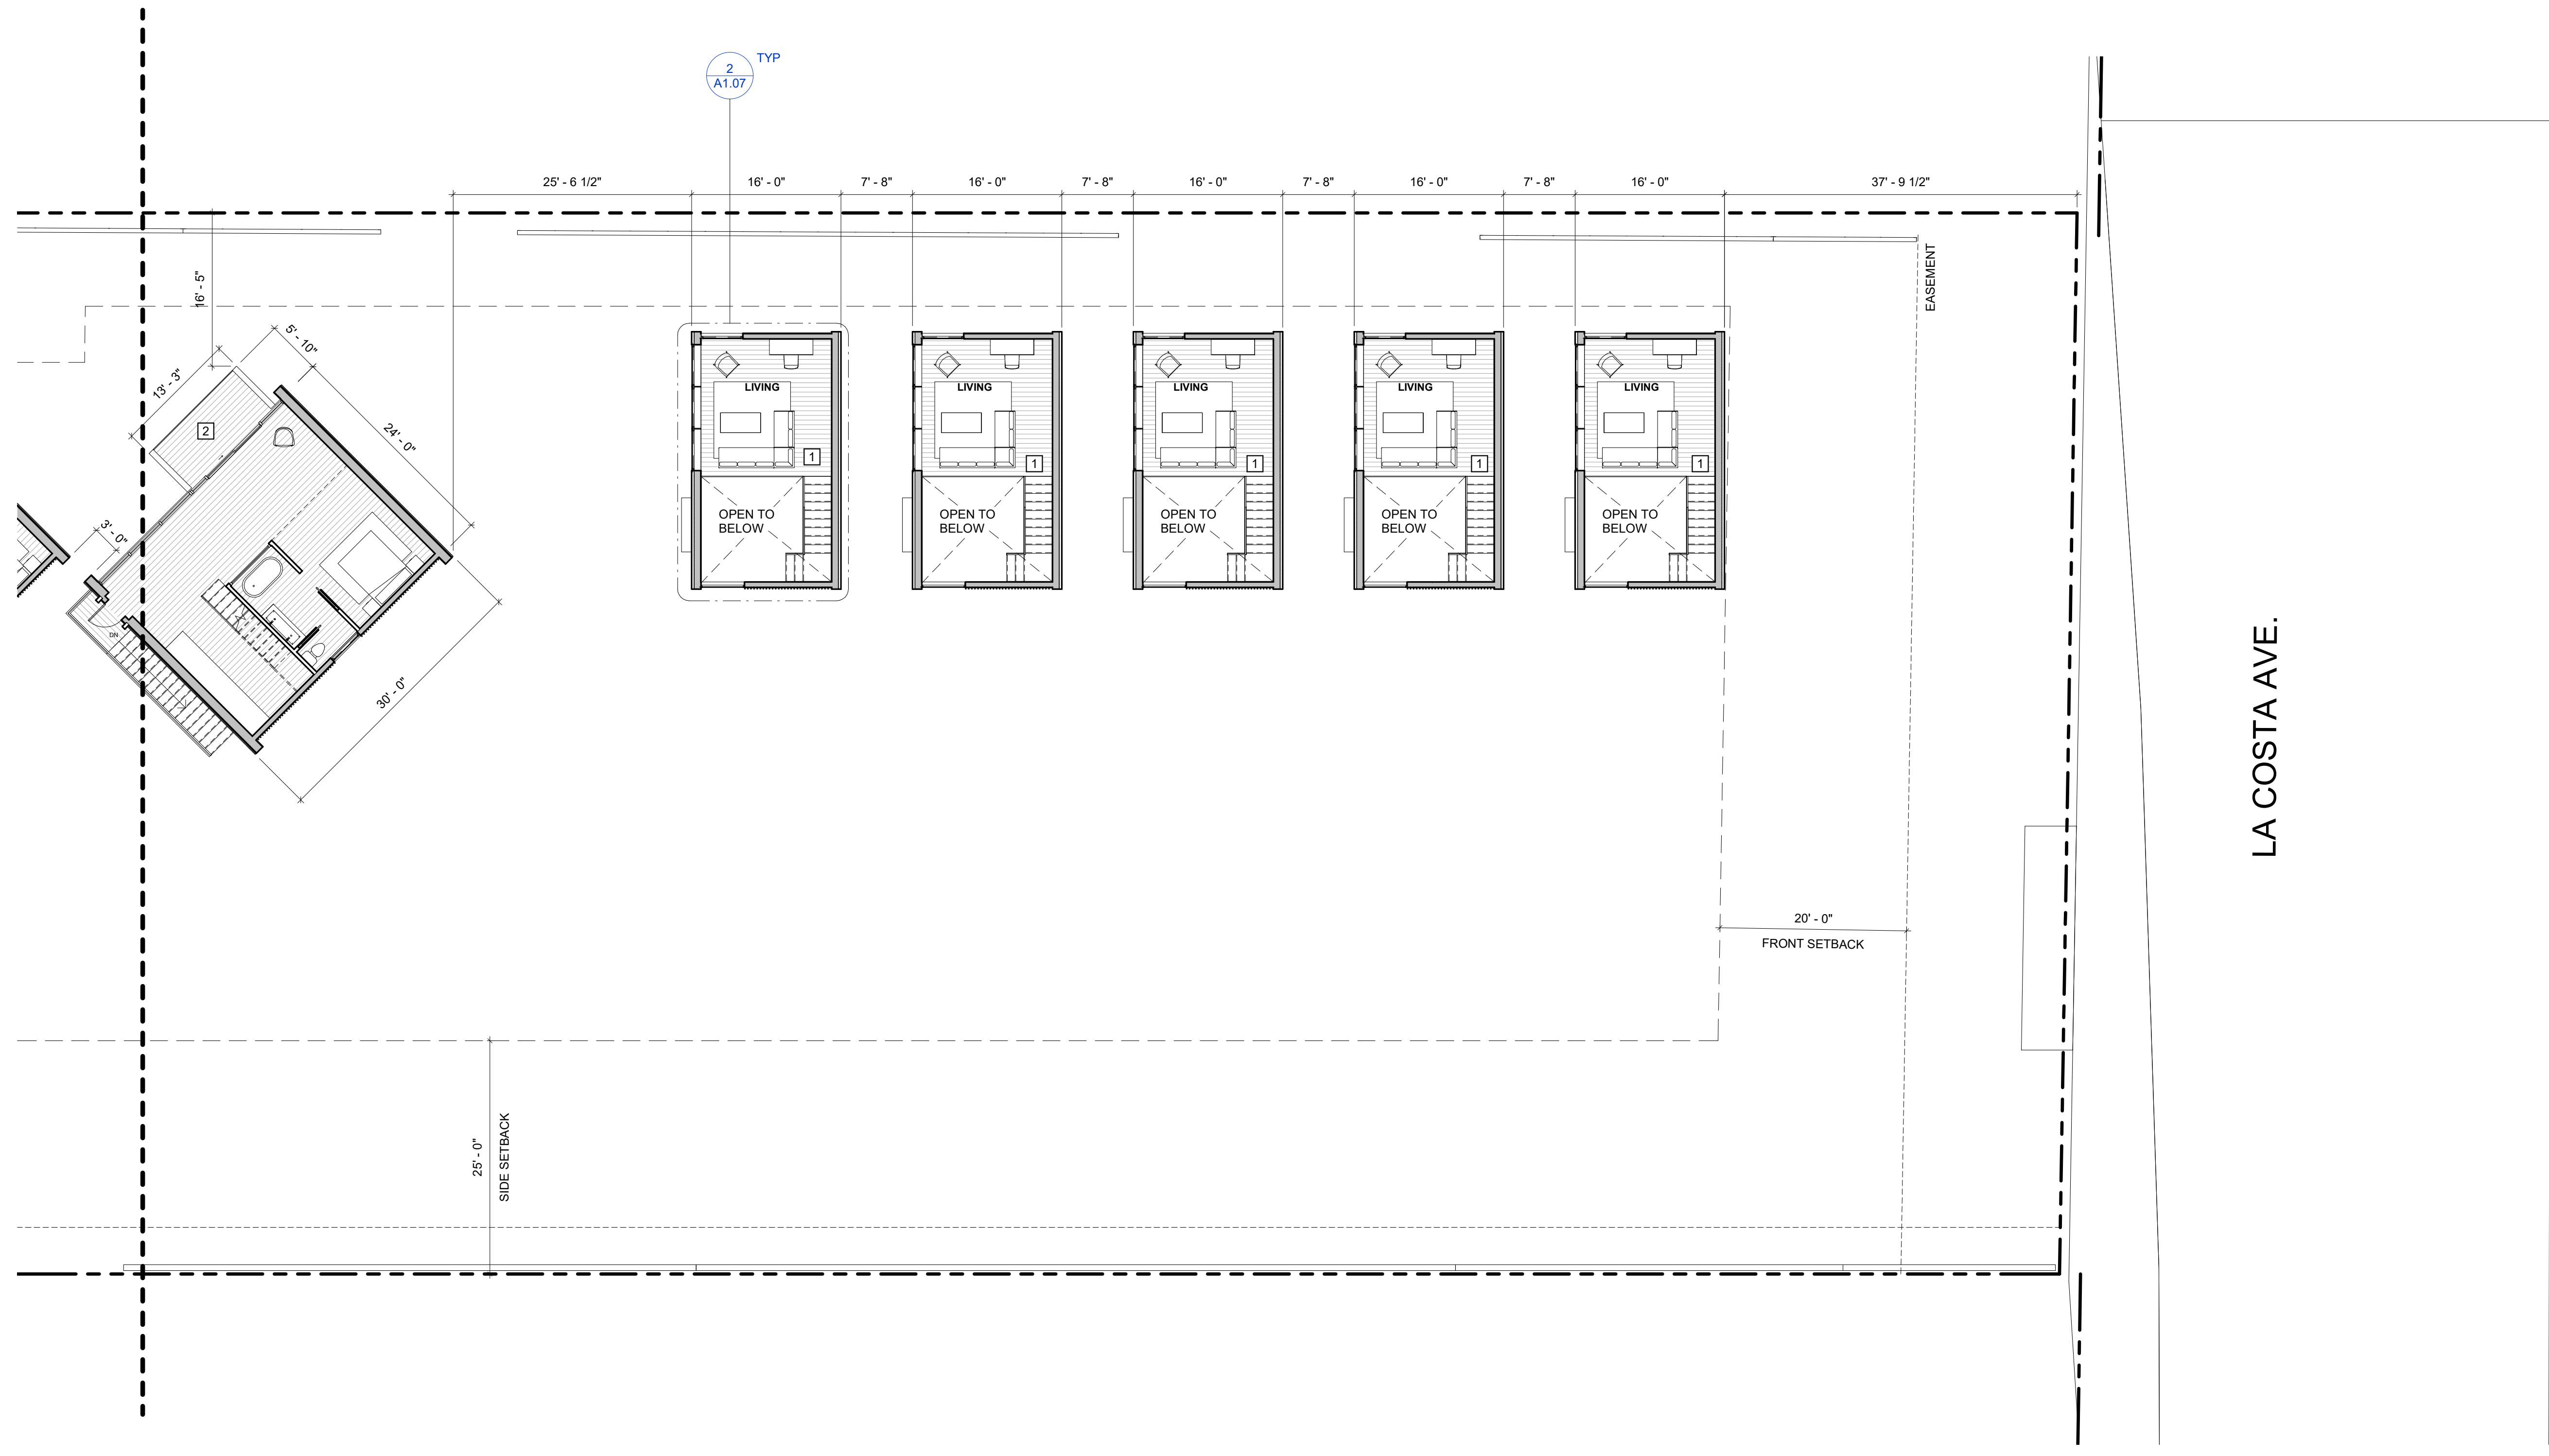 2
A1.07
TYP
25' - 6 1/2"
16' - 0"
7' - 8"
16' - 0"
7' - 8"
16' - 0"
7' - 8"
16' - 0"
7' - 8"
16' - 0"
37' - 9 1/2"
16' - 5"
EASEMENT
5' - 10"
13' - 3"
24' - 0"
2
3' - 0"
DN
30' - 0"
LIVING
LIVING
LIVING
LIVING
LIVING
1
1
1
1
1
OPEN TO
BELOW
OPEN TO
BELOW
OPEN TO
BELOW
OPEN TO
BELOW
OPEN TO
BELOW
LA COSTA AVE.
20' - 0"
FRONT SETBACK
25' - 0"
SIDE SETBACK